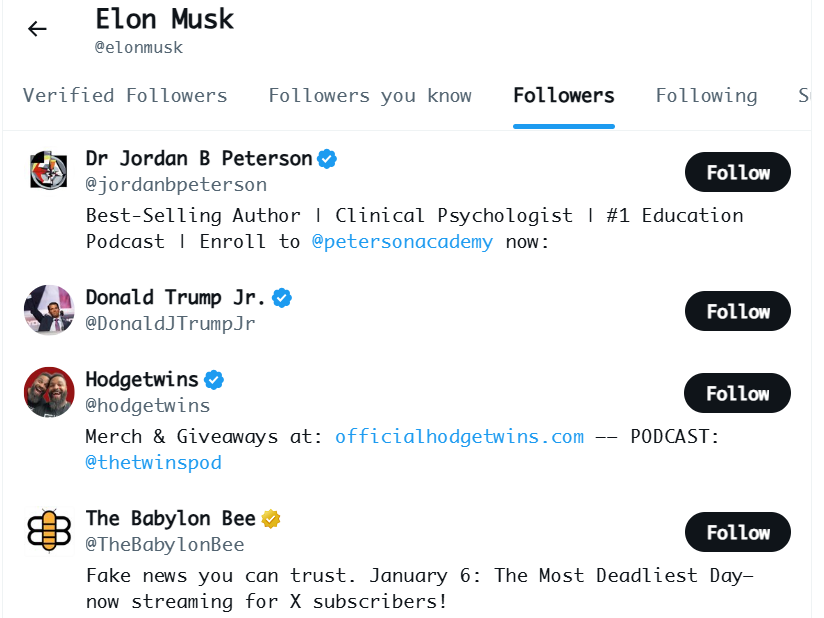 Elon Musk
@elonmusk
Verified Followers Followers you know Followers Following
Dr Jordan B Peterson
@jordanbpeterson
Follow
Best-Selling Author | Clinical Psychologist | #1 Education
Podcast | Enroll to @petersonacademy now:
Donald Trump Jr.
@DonaldJTrumpJr
Follow
Hodgetwins
@hodgetwins
Follow
Merch & Giveaways at: officialhodgetwins.com –– PODCAST:
@thetwinspod
The Babylon Bee
@TheBabylonBee
Follow
Fake news you can trust. January 6: The Most Deadliest Day—
now streaming for X subscribers!